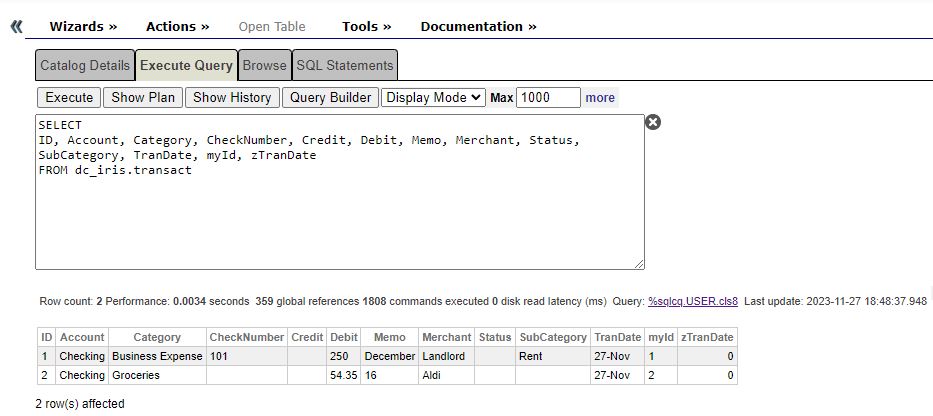 « Wizards » Actions » Open Table Tools » Documentation »
Catalog Details Execute Query Browse SQL Statements
Execute Show Plan Show History Query Builder Display Mode Max 1000 more
SELECT
ID, Account, Category, CheckNumber, Credit, Debit, Memo, Merchant, Status,
SubCategory, TranDate, myId, zTranDate
FROM dc_iris.transact
Row count: 2 Performance: 0.0034 seconds 359 global references 1808 commands executed 0 disk read latency (ms) Query: %sqlcq.USER.cls8 Last update: 2023-11-27 18:48:37.948
ID Account Category CheckNumber Credit Debit Memo Merchant Status SubCategory TranDate myId zTranDate
1 Checking Business Expense 101 250 December Landlord Rent 27-Nov 1 0
2 Checking Groceries 54.35 16 Aldi 27-Nov 2 0
2 row(s) affected